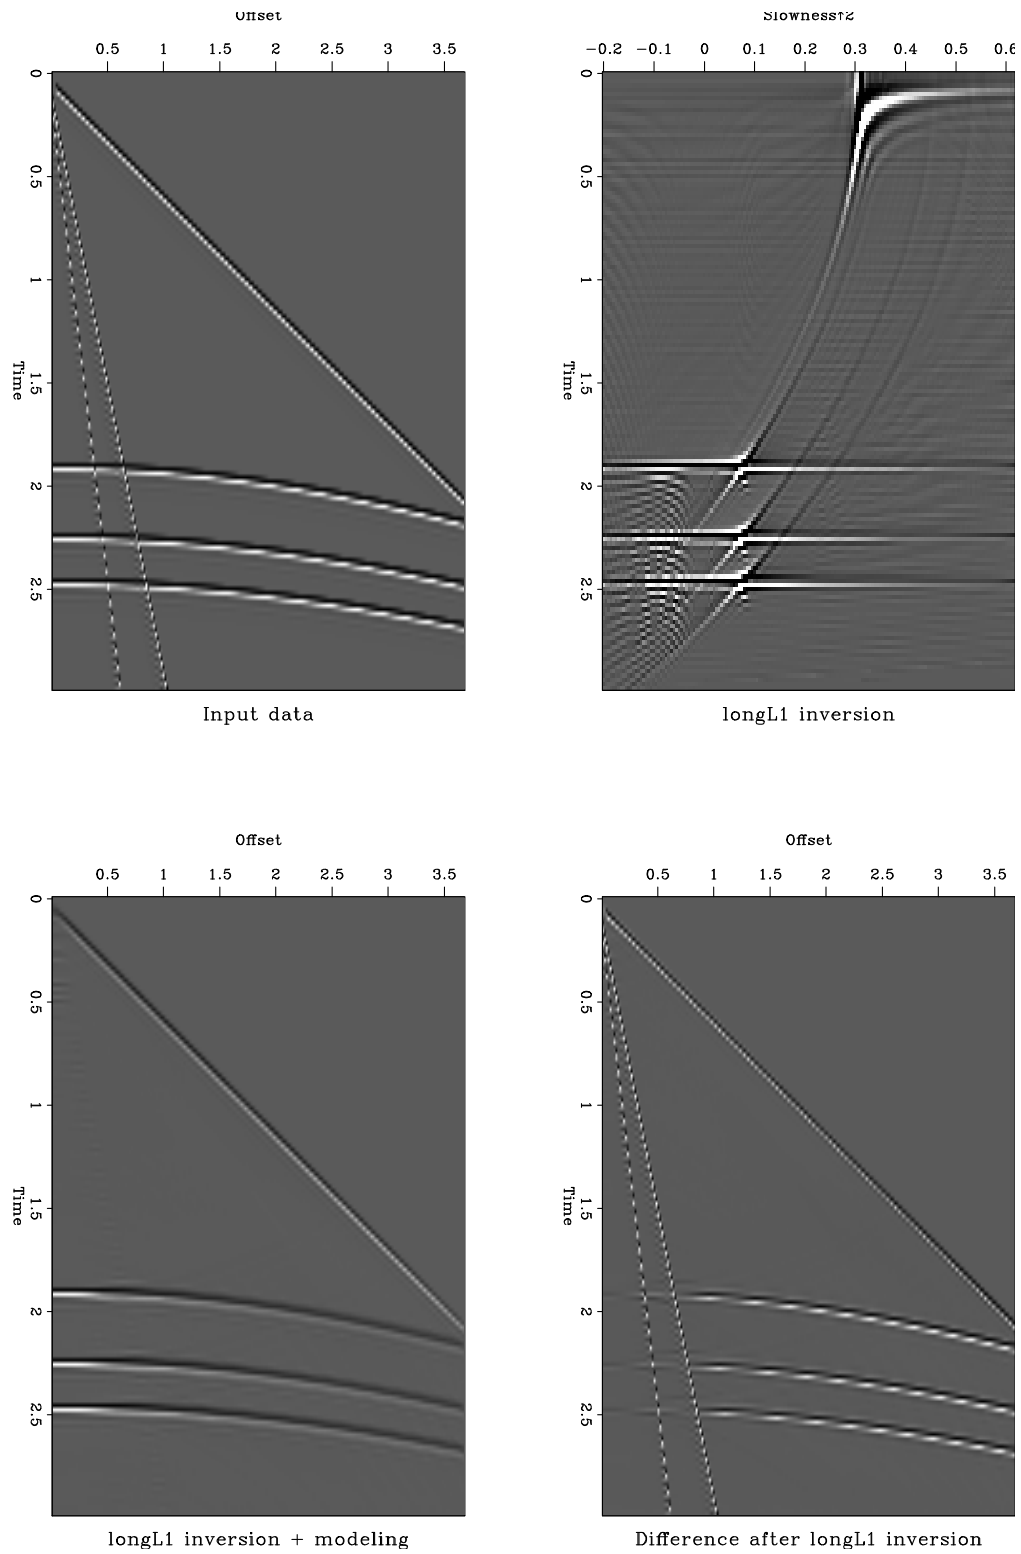 Offset
Slowness↑2
0.5 1 1.5 2 2.5 3 3.5
−0.2 −0.1 0 0.1 0.2 0.3 0.4 0.5 0.6
0 0.5 1 1.5 2 2.5
Time
0 0.5 1 1.5 2 2.5
Time
Input data
longL1 inversion
Offset
Offset
0.5 1 1.5 2 2.5 3 3.5
0.5 1 1.5 2 2.5 3 3.5
0 0.5 1 1.5 2 2.5
Time
0 0.5 1 1.5 2 2.5
Time
longL1 inversion + modeling
Difference after longL1 inversion